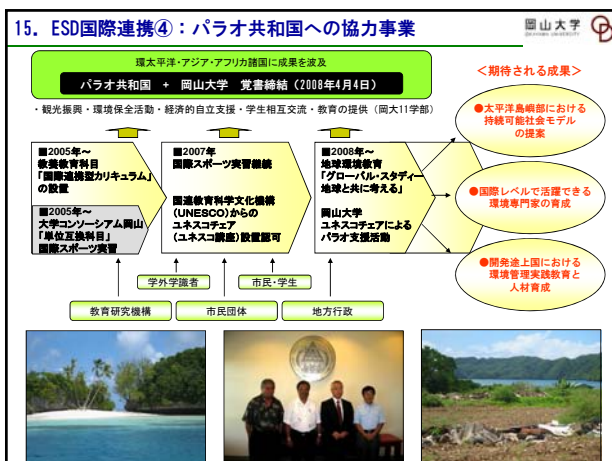 15．ESD国際連携④：パラオ共和国への協力事業
岡山大学
OKAYAMA UNIVERSITY
環太平洋・アジア・アフリカ諸国に成果を波及
パラオ共和国 + 岡山大学 覚書締結（2008年4月4日）
・観光振興・環境保全活動・経済的自立支援・学生相互交流・教育の提供（岡大11学部）
■2005年～
教養教育科目
「国際連携型カリキュラム」
の設置
■2005年～
大学コンソーシアム岡山
「単位互換科目」
国際スポーツ実習
■2007年
国際スポーツ実習継続
国連教育科学文化機構
（UNESCO）からの
ユネスコチェア
（ユネスコ講座）設置認可
■2008年～
地球環境教育
「グローバル・スタディー
地球と共に考える」
岡山大学
ユネスコチェアによる
パラオ支援活動
＜期待される成果＞
●太平洋島嶼部における
持続可能社会モデル
の提案
●国際レベルで活躍できる
環境専門家の育成
●開発途上国における
環境管理実践教育と
人材育成
学外学識者
市民・学生
教育研究機構
市民団体
地方行政